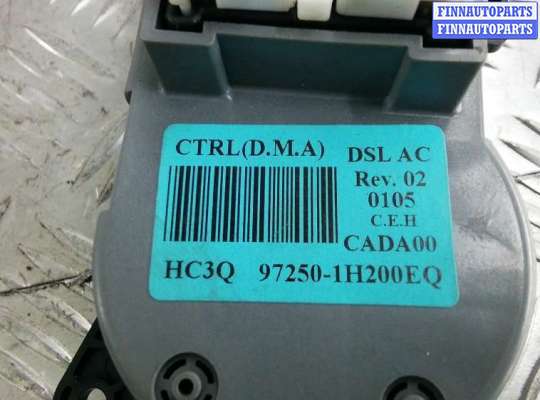 FINNAUTOPARTS
FINNAUTOPARTS
CTRL(D.M.A) DSL AC
Rev. 02
0105
C.E.H
CADA00
HC3Q 97250-1H200EQ